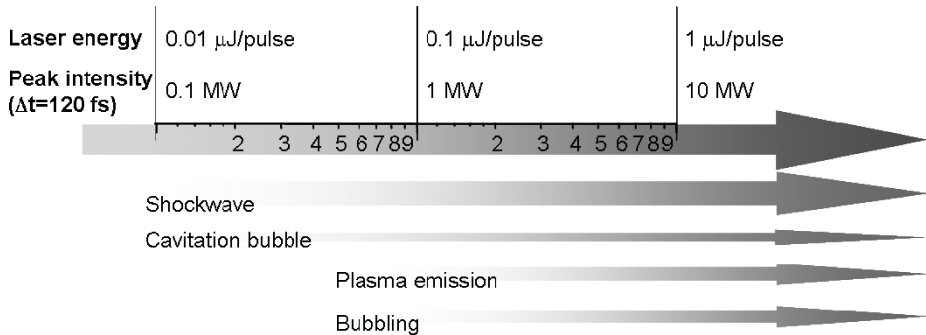 Laser energy 0.01 μJ/pulse 0.1 μJ/pulse 1 μJ/pulse
Peak intensity 0.1 MW 1 MW 10 MW
(Δt=120 fs)
2 3 4 5 6 7 8 9 2 3 4 5 6 7 8 9
Shockwave
Cavitation bubble
Plasma emission
Bubbling